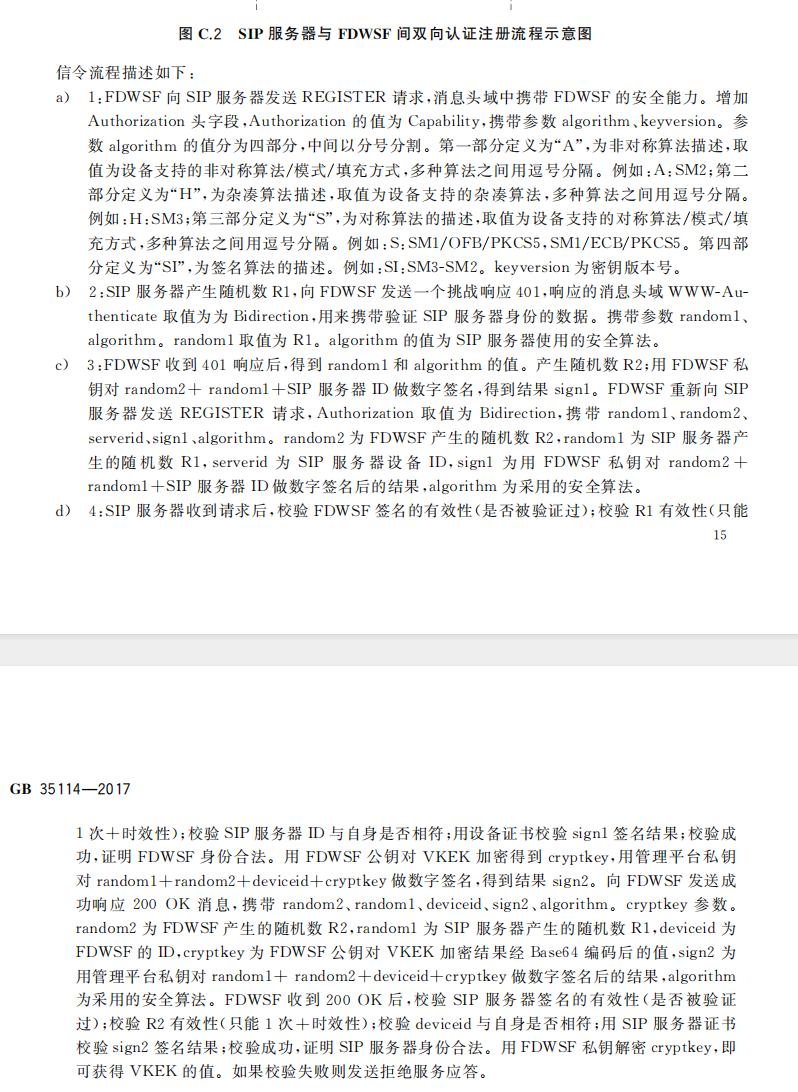 图 C.2 SIP 服务器与 FDWSF 间双向认证注册流程示意图
信令流程描述如下：
a） 1：FDWSF 向 SIP 服务器发送 REGISTER 请求，消息头域中携带 FDWSF 的安全能力。增加
Authorization 头字段，Authorization 的值为 Capability，携带参数 algorithm、keyversion。参
数 algorithm 的值分为四部分，中间以分号分割。第一部分定义为“A”，为非对称算法描述，取
值为设备支持的非对称算法/模式/填充方式，多种算法之间用逗号分隔。例如：A：SM2；第二
部分定义为“H”，为杂凑算法描述，取值为设备支持的杂凑算法，多种算法之间用逗号分隔。
例如：H：SM3；第三部分定义为“S”，为对称算法的描述，取值为设备支持的对称算法/模式/填
充方式，多种算法之间用逗号分隔。例如：S：SM1/OFB/PKCS5，SM1/ECB/PKCS5。第四部
分定义为“SI”，为签名算法的描述。例如：SI：SM3-SM2。keyversion 为密钥版本号。
b） 2：SIP 服务器产生随机数 R1，向 FDWSF 发送一个挑战响应 401，响应的消息头域 WWW-Au-
thenticate 取值为为 Bidirection，用来携带验证 SIP 服务器身份的数据。携带参数 random1、
algorithm。random1 取值为 R1。algorithm 的值为 SIP 服务器使用的安全算法。
c） 3：FDWSF 收到 401 响应后，得到 random1 和 algorithm 的值。产生随机数 R2；用 FDWSF 私
钥对 random2＋ random1＋SIP 服务器 ID 做数字签名，得到结果 sign1。FDWSF 重新向 SIP
服务器发送 REGISTER 请求，Authorization 取值为 Bidirection，携带 random1、random2、
serverid、sign1、algorithm。random2 为 FDWSF 产生的随机数 R2，random1 为 SIP 服务器产
生的随机数 R1，serverid 为 SIP 服务器设备 ID，sign1 为用 FDWSF 私钥对 random2＋
random1＋SIP 服务器 ID 做数字签名后的结果，algorithm 为采用的安全算法。
d） 4：SIP 服务器收到请求后，校验 FDWSF 签名的有效性（是否被验证过）；校验 R1 有效性（只能
15
GB 35114—2017
1 次＋时效性）；校验 SIP 服务器 ID 与自身是否相符；用设备证书校验 sign1 签名结果；校验成
功，证明 FDWSF 身份合法。用 FDWSF 公钥对 VKEK 加密得到 cryptkey，用管理平台私钥
对 random1＋random2＋deviceid＋cryptkey 做数字签名，得到结果 sign2。向 FDWSF 发送成
功响应 200 OK 消息，携带 random2、random1、deviceid、sign2、algorithm。cryptkey 参数。
random2 为 FDWSF 产生的随机数 R2，random1 为 SIP 服务器产生的随机数 R1，deviceid 为
FDWSF 的 ID，cryptkey 为 FDWSF 公钥对 VKEK 加密结果经 Base64 编码后的值，sign2 为
用管理平台私钥对 random1＋ random2＋deviceid＋cryptkey 做数字签名后的结果，algorithm
为采用的安全算法。FDWSF 收到 200 OK 后，校验 SIP 服务器签名的有效性（是否被验证
过）；校验 R2 有效性（只能 1 次＋时效性）；校验 deviceid 与自身是否相符；用 SIP 服务器证书
校验 sign2 签名结果；校验成功，证明 SIP 服务器身份合法。用 FDWSF 私钥解密 cryptkey，即
可获得 VKEK 的值。如果校验失败则发送拒绝服务应答。